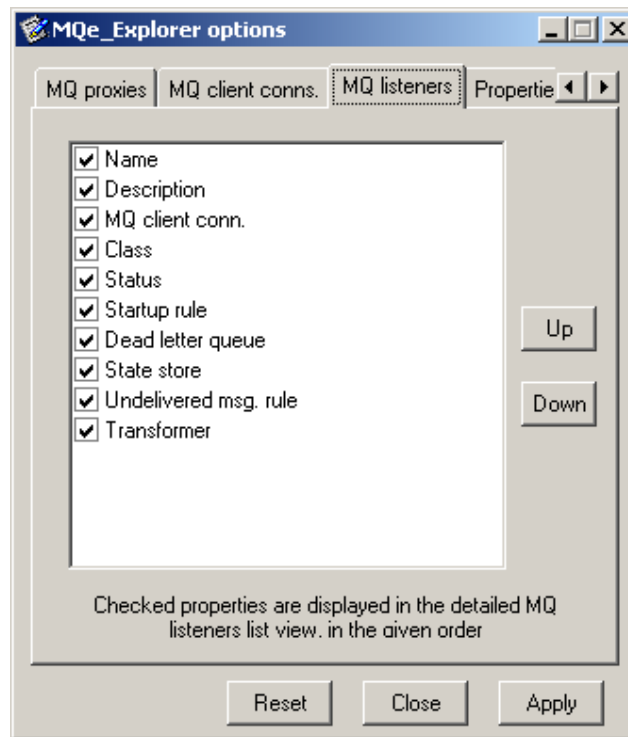 MQe_Explorer options
MQ proxies MQ client conns. MQ listeners Propertie
Name
Description
MQ client conn.
Class
Status
Startup rule
Dead letter queue
State store
Undelivered msg. rule
Transformer
Up
Down
Checked properties are displayed in the detailed MQ
listeners list view, in the given order
Reset Close Apply